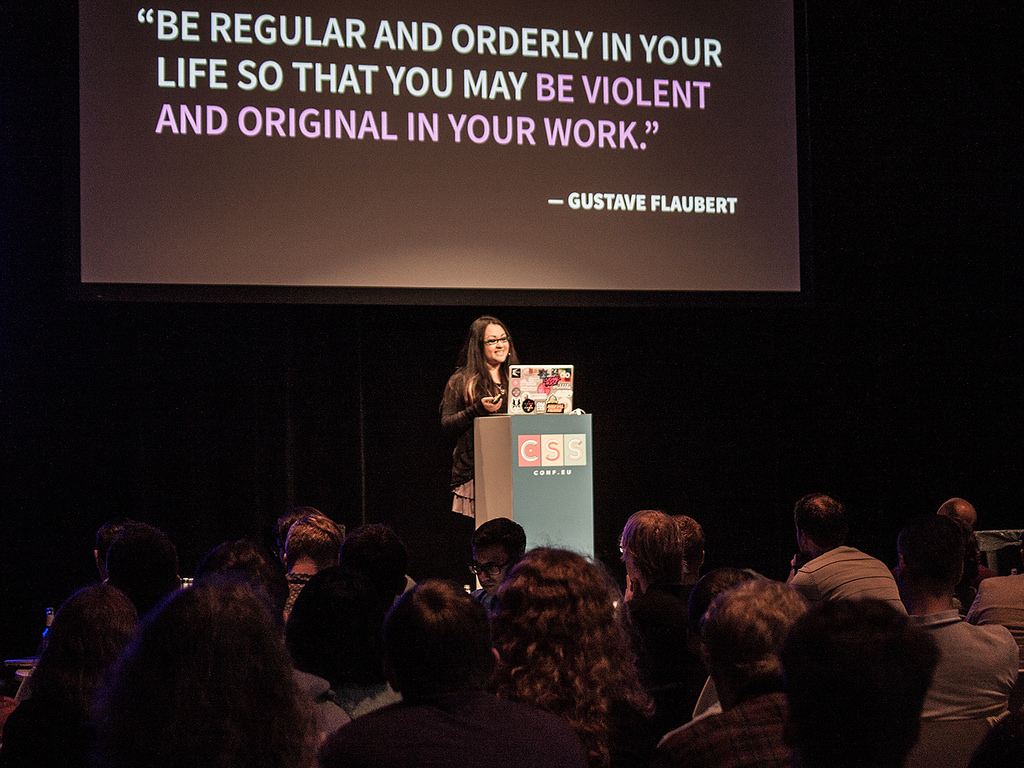 “BE REGULAR AND ORDERLY IN YOUR
LIFE SO THAT YOU MAY BE VIOLENT
AND ORIGINAL IN YOUR WORK.”
— GUSTAVE FLAUBERT
CSS
CONF.EU